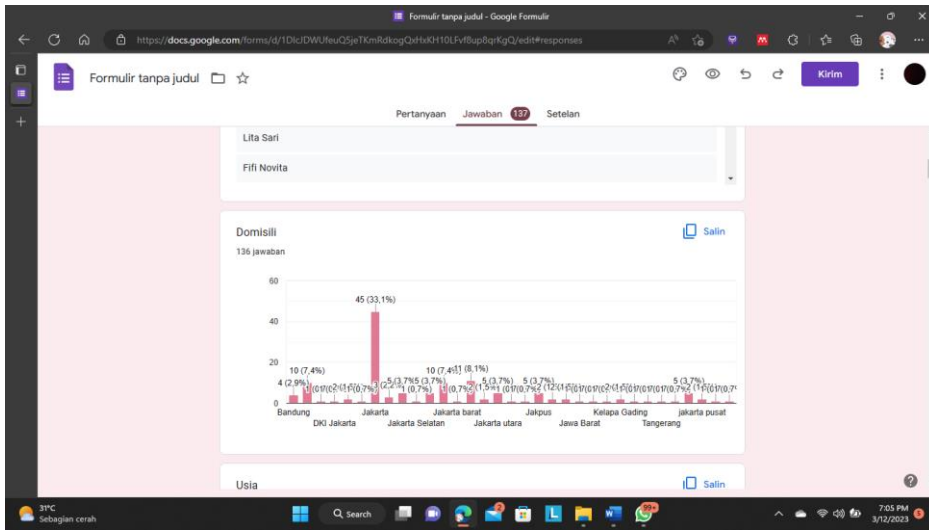 Formulir tanpa judul - Google Formulir
https://docs.google.com/forms/d/1DIcJDWUfeuQ5jeTKmRdkogQxHxKH10LFvf8up8qrKgQ/edit#responses
Formulir tanpa judul
Kirim
Pertanyaan Jawaban 137 Setelan
Lita Sari
Fifi Novita
Domisili
Salin
136 jawaban
60
45 (33,1%)
40
20
10 (7,4%) 10 (7,4%) 11 (8,1%)
4 (2,9%) 5 (3,7%) 5 (3,7%) 1 (0,7%) 5 (3,7%) 5 (3,7%) 5 (3,7%)
0
Bandung Jakarta Jakarta barat Jakpus Kelapa Gading jakarta pusat
DKI Jakarta Jakarta Selatan Jakarta utara Jawa Barat Tangerang
Usia
Salin
31°C
Sebagian cerah
Search
99+
7:05 PM
3/12/2023
5